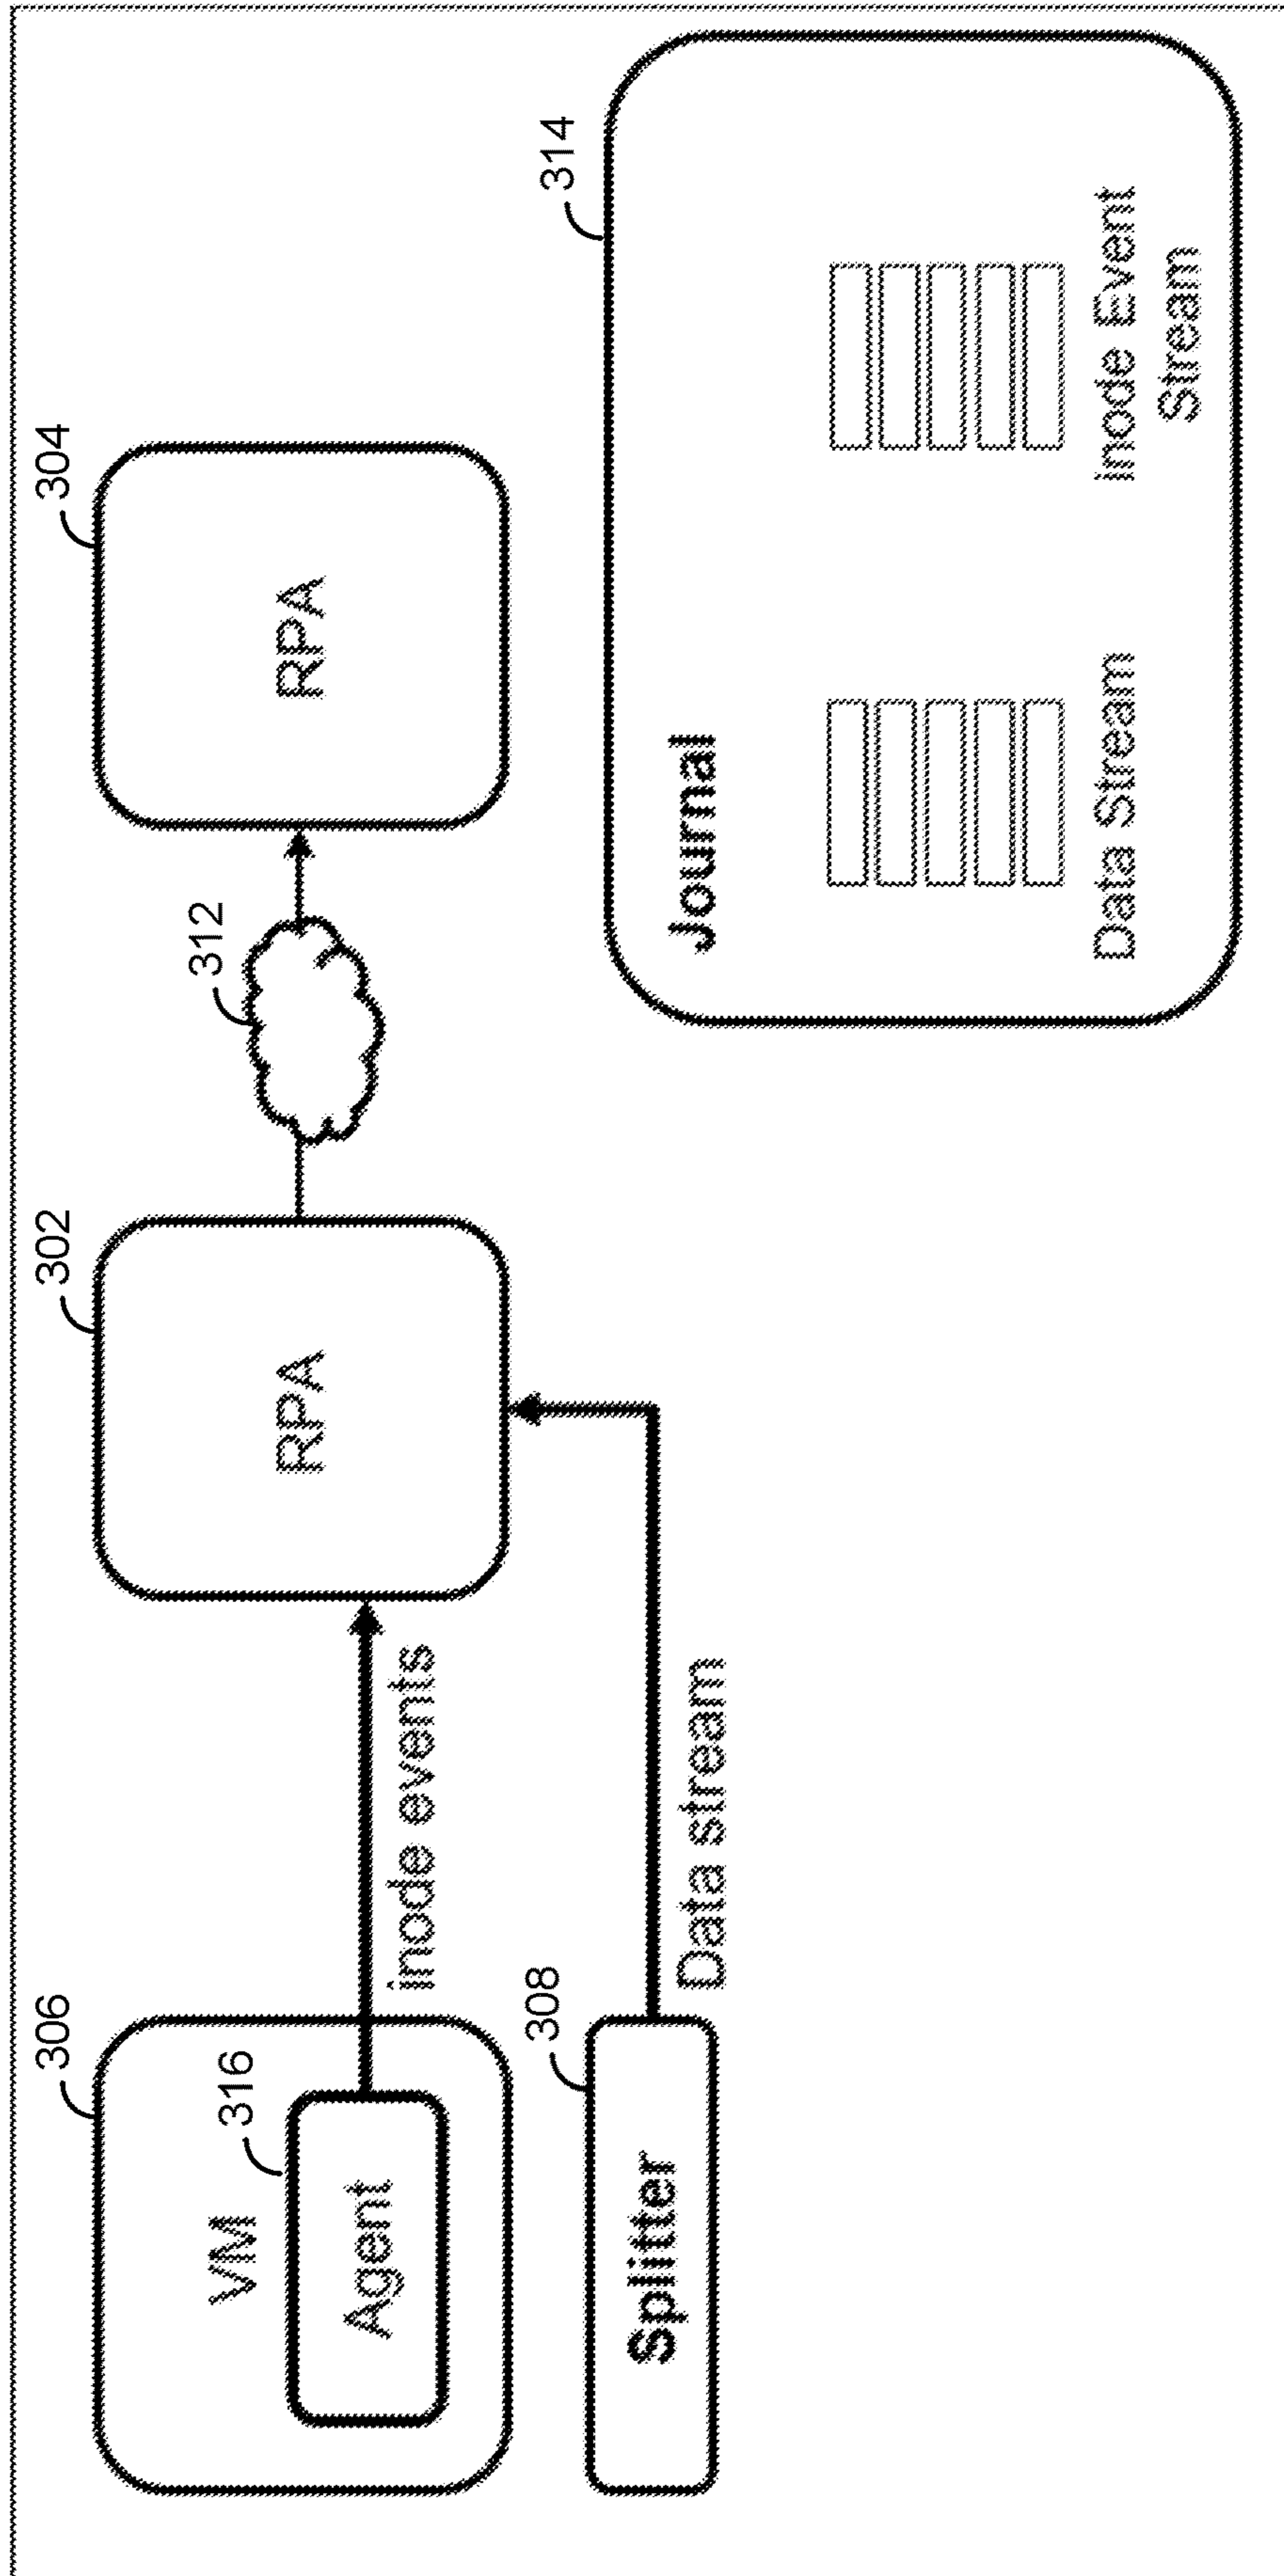 306
VM
316
Agent
inode events
308
Splitter
Data stream
302
RPA
312
304
RPA
314
Journal
Data Stream
inode Event
Stream